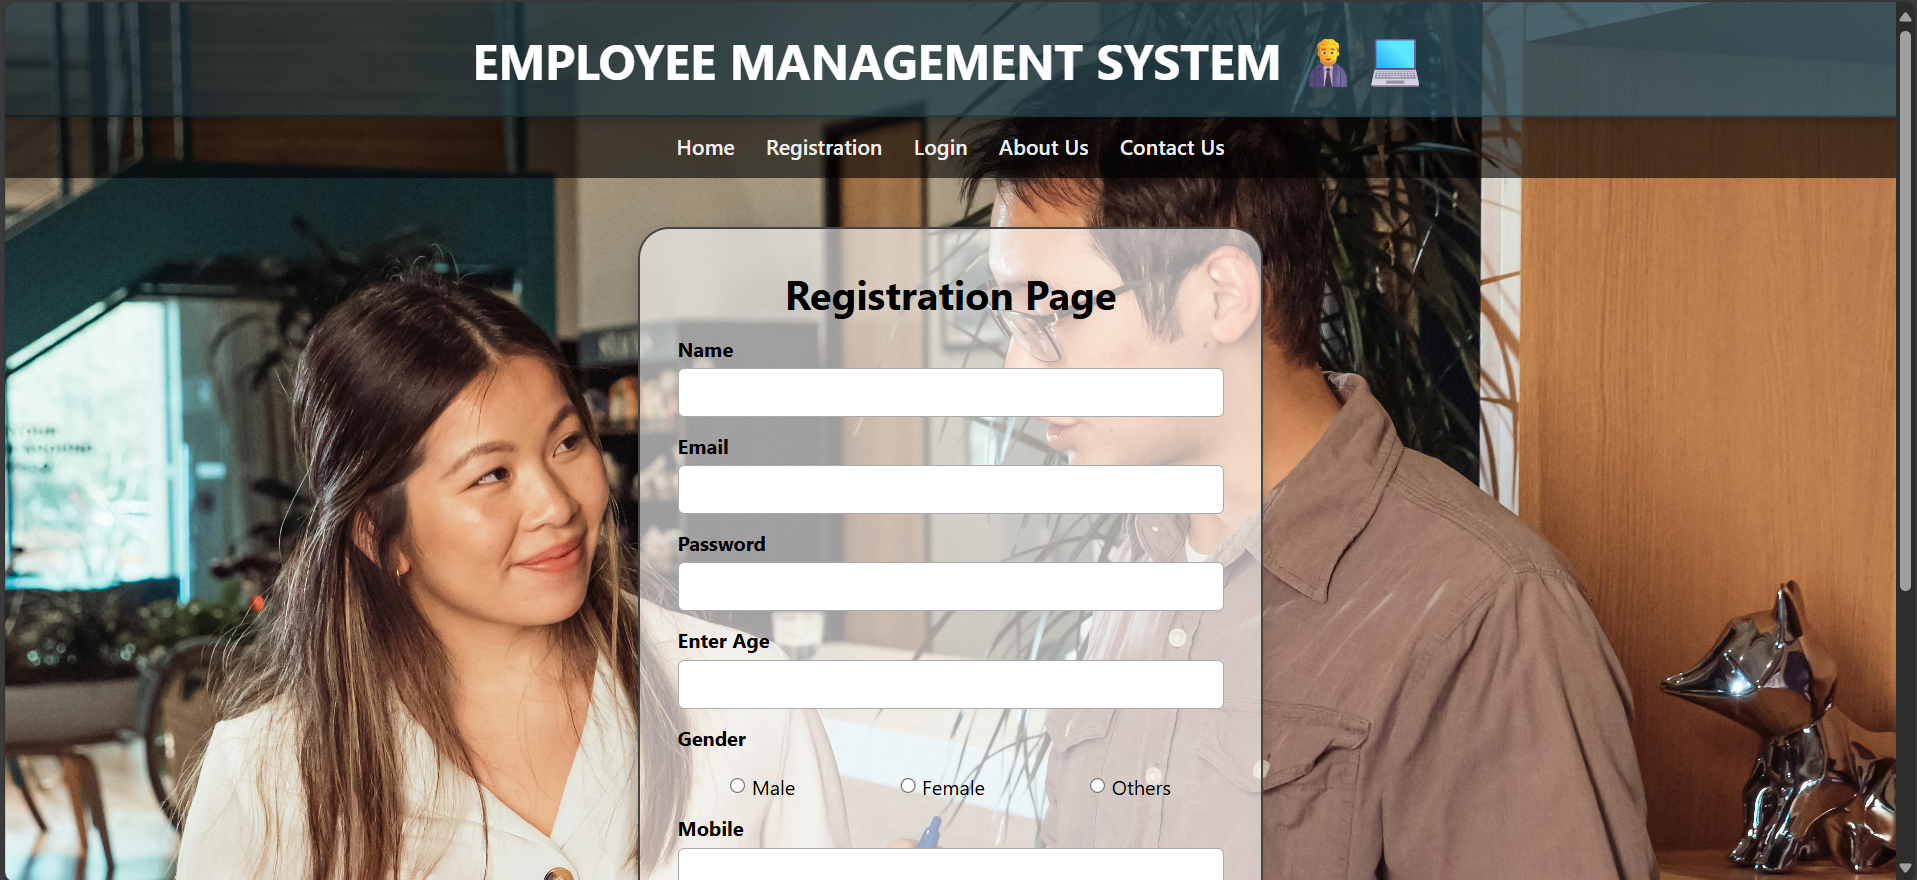 EMPLOYEE MANAGEMENT SYSTEM
Home Registration Login About Us Contact Us
Registration Page
Name
Email
Password
Enter Age
Gender
Male Female Others
Mobile